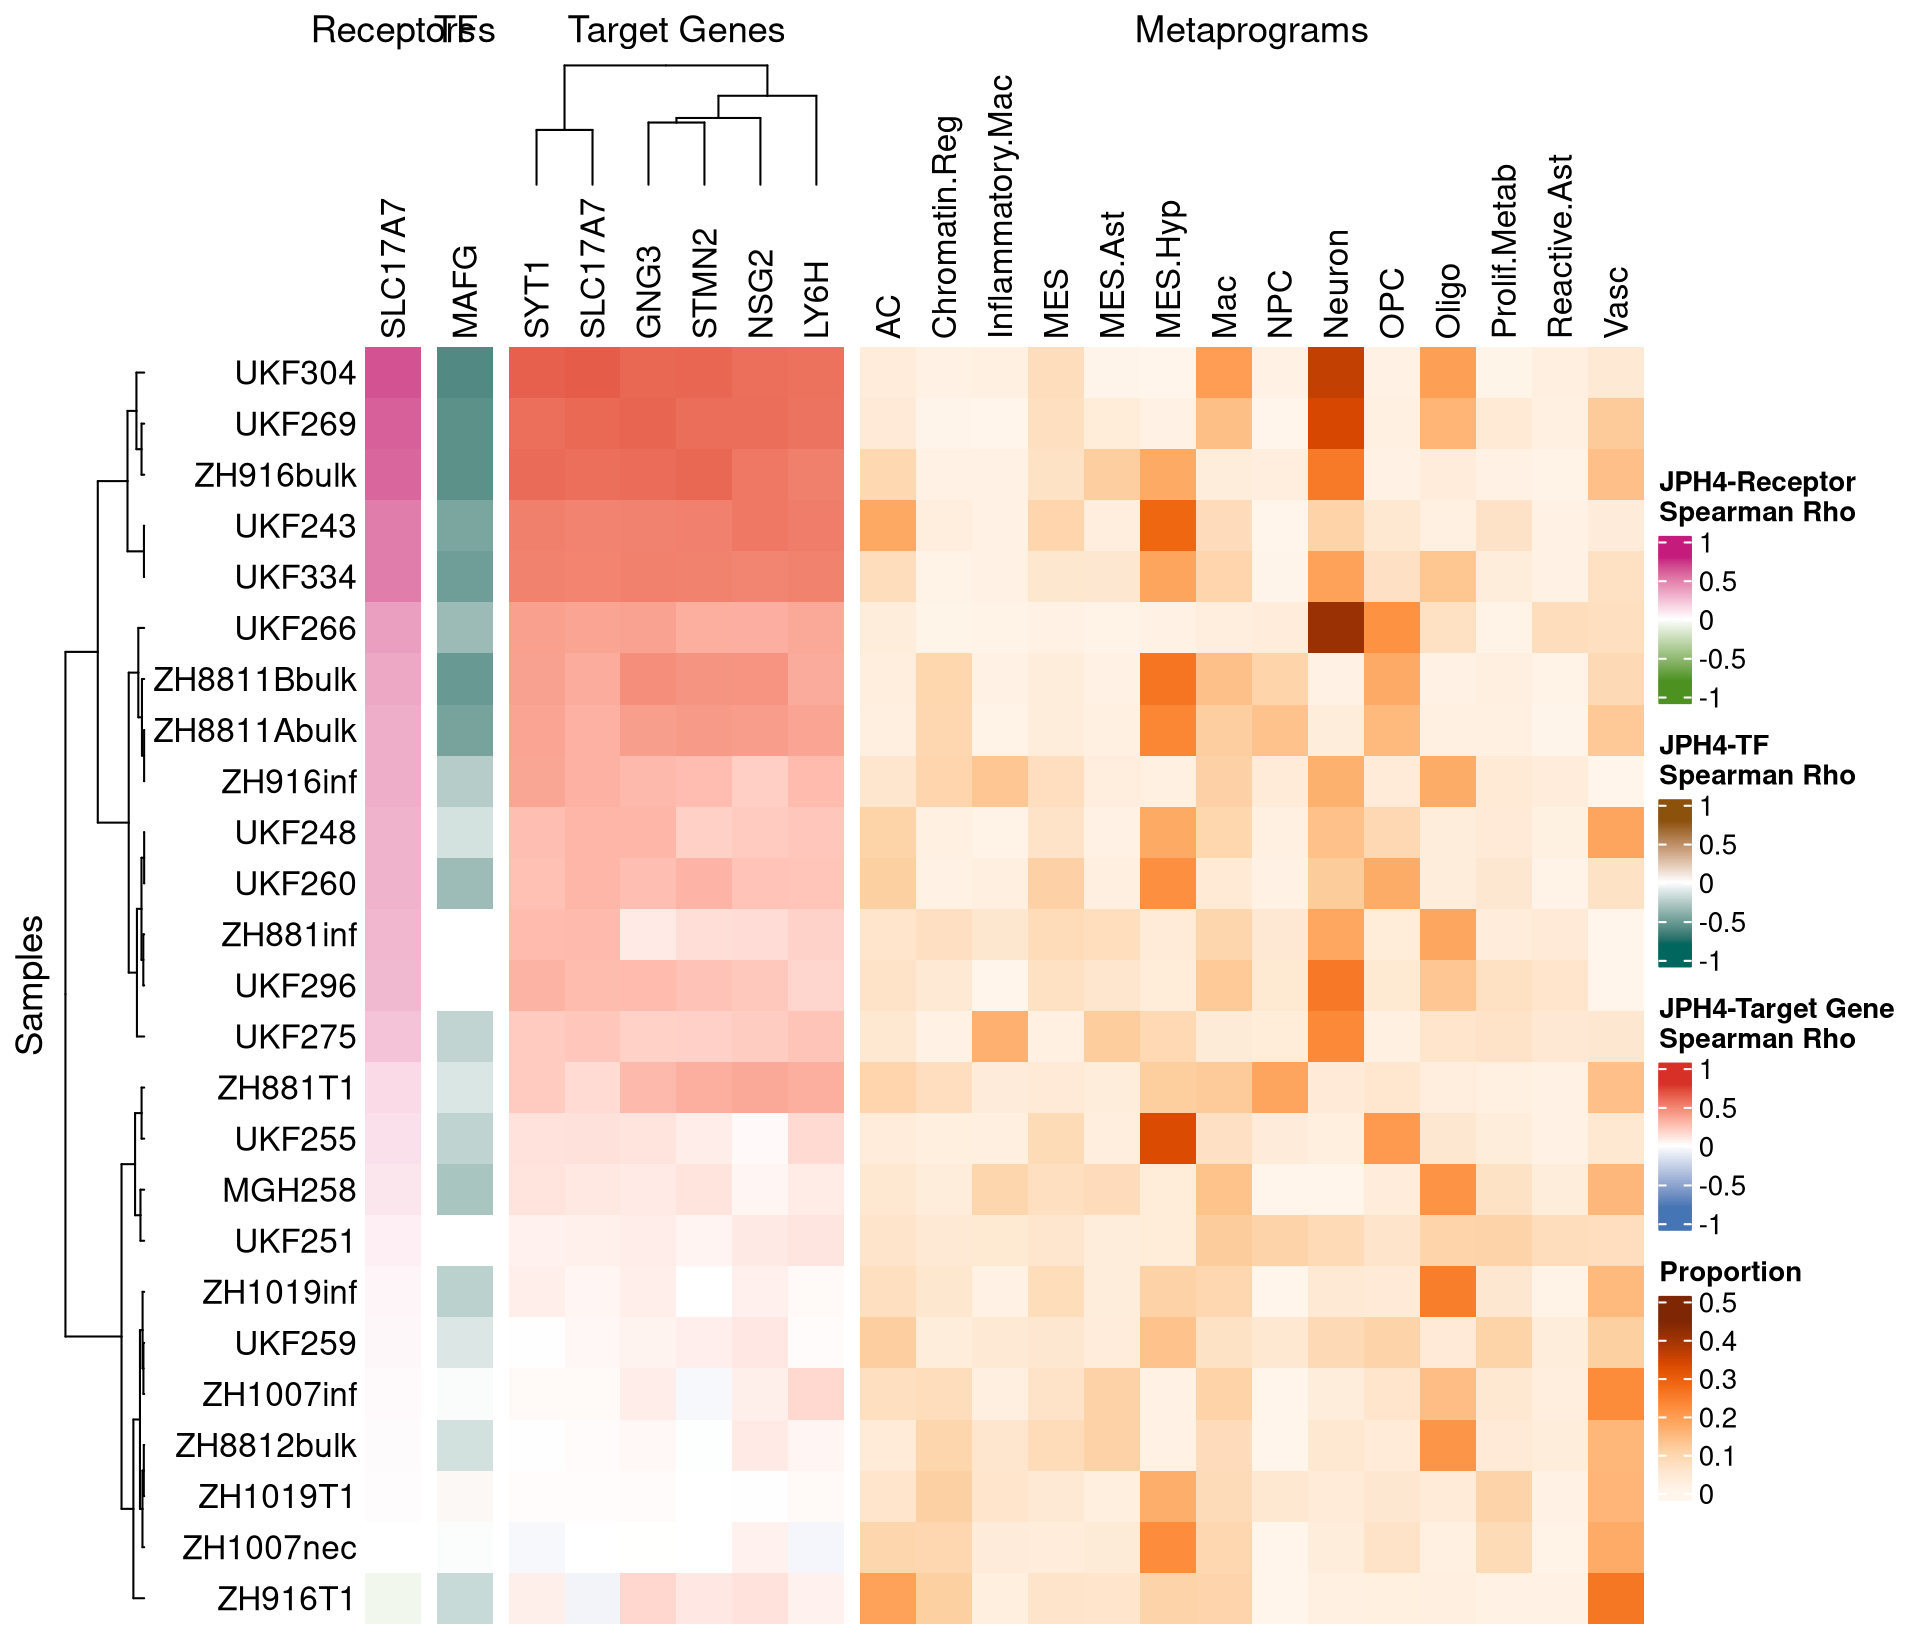 Receptors TFs Target Genes Metaprograms
SLC17A7 MAFG SYT1 SLC17A7 GNG3 STMN2 NSG2 LY6H AC Chromatin.Reg Inflammatory.Mac MES MES.Ast MES.Hyp Mac NPC Neuron OPC Oligo Prolif.Metab Reactive.Ast Vasc
Samples
UKF304
UKF269
ZH916bulk
UKF243
UKF334
UKF266
ZH8811Bbulk
ZH8811Abulk
ZH916inf
UKF248
UKF260
ZH881inf
UKF296
UKF275
ZH881T1
UKF255
MGH258
UKF251
ZH1019inf
UKF259
ZH1007inf
ZH8812bulk
ZH1019T1
ZH1007nec
ZH916T1
JPH4-Receptor
Spearman Rho
1
0.5
0
-0.5
-1
JPH4-TF
Spearman Rho
1
0.5
0
-0.5
-1
JPH4-Target Gene
Spearman Rho
1
0.5
0
-0.5
-1
Proportion
0.5
0.4
0.3
0.2
0.1
0